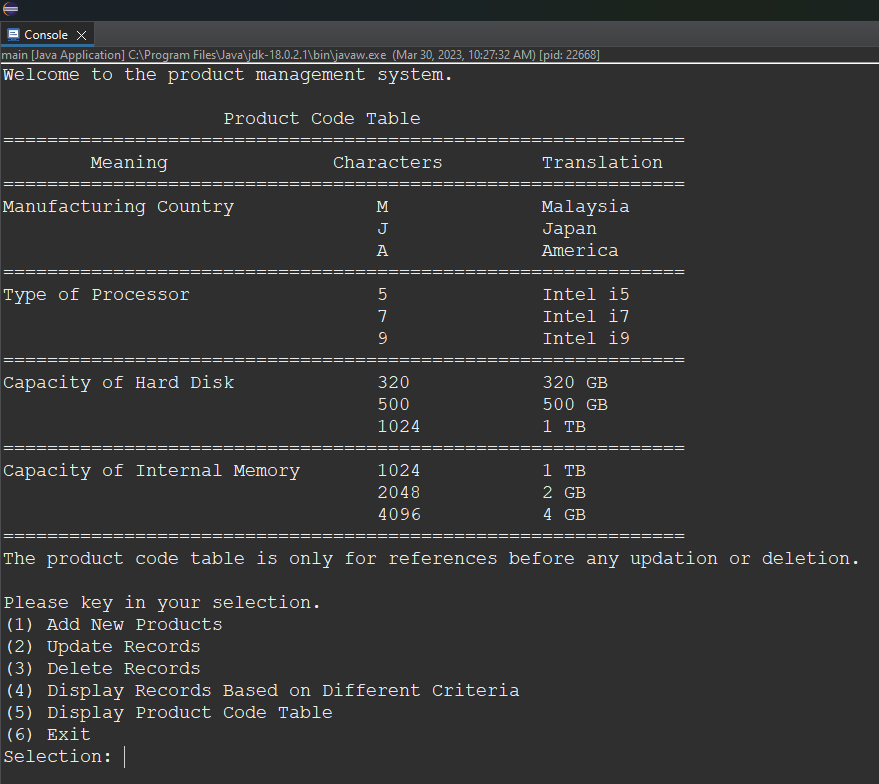 Console
main [Java Application] C:\Program Files\Java\jdk-18.0.2.1\bin\javaw.exe (Mar 30, 2023, 10:27:32 AM) [pid: 22668]
Welcome to the product management system.
Product Code Table
==============================================================
Meaning Characters Translation
==============================================================
Manufacturing Country M Malaysia
J Japan
A America
==============================================================
Type of Processor 5 Intel i5
7 Intel i7
9 Intel i9
==============================================================
Capacity of Hard Disk 320 320 GB
500 500 GB
1024 1 TB
==============================================================
Capacity of Internal Memory 1024 1 TB
2048 2 GB
4096 4 GB
==============================================================
The product code table is only for references before any updation or deletion.
Please key in your selection.
(1) Add New Products
(2) Update Records
(3) Delete Records
(4) Display Records Based on Different Criteria
(5) Display Product Code Table
(6) Exit
Selection: